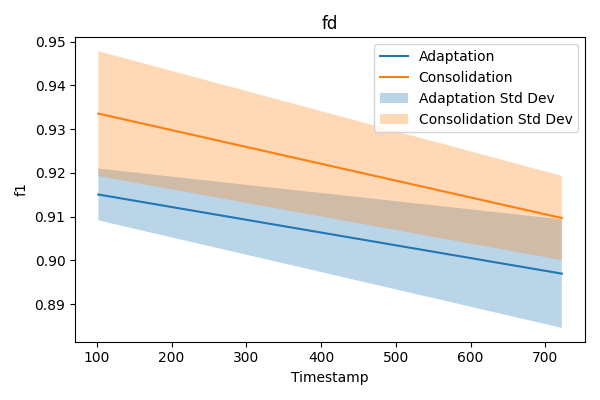 fd
0.95
0.94
0.93
0.92
0.91
0.90
0.89
f1
100
200
300
400
500
600
700
Timestamp
Adaptation
Consolidation
Adaptation Std Dev
Consolidation Std Dev